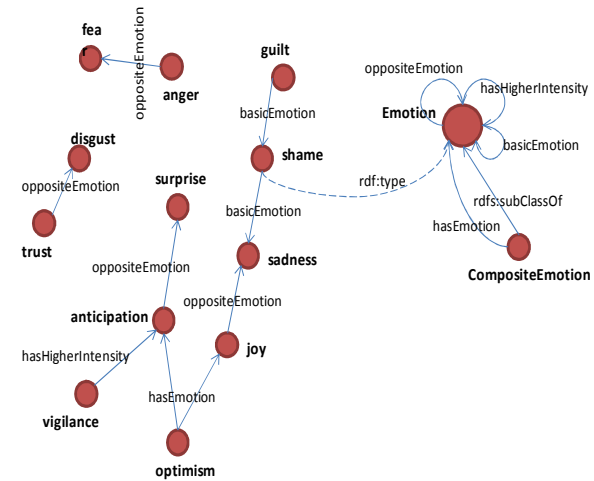 fea
r
oppositeEmotion
anger
guilt
basicEmotion
shame
oppositeEmotion
hasHigherIntensity
Emotion
basicEmotion
rdf:type
rdfs:subClassOf
hasEmotion
CompositeEmotion
disgust
oppositeEmotion
trust
surprise
basicEmotion
sadness
oppositeEmotion
oppositeEmotion
anticipation
joy
hasHigherIntensity
vigilance
hasEmotion
optimism